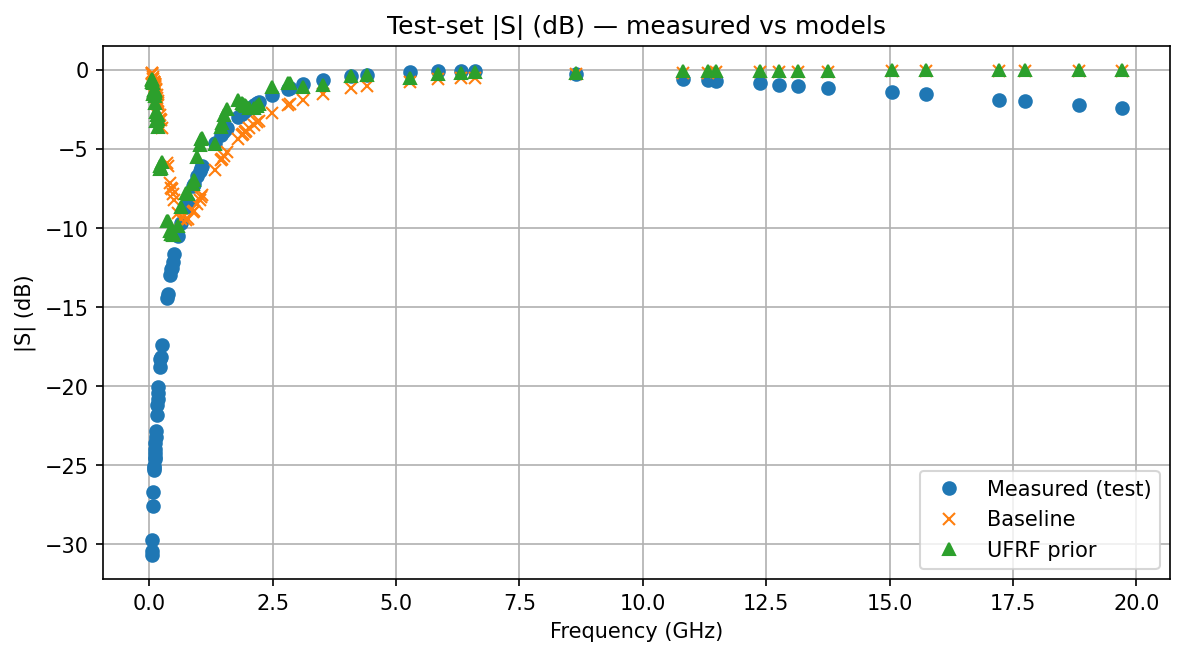 Test-set |S| (dB) — measured vs models
|S| (dB)
0
−5
−10
−15
−20
−25
−30
0.0 2.5 5.0 7.5 10.0 12.5 15.0 17.5 20.0
Frequency (GHz)
Measured (test)
Baseline
UFRF prior